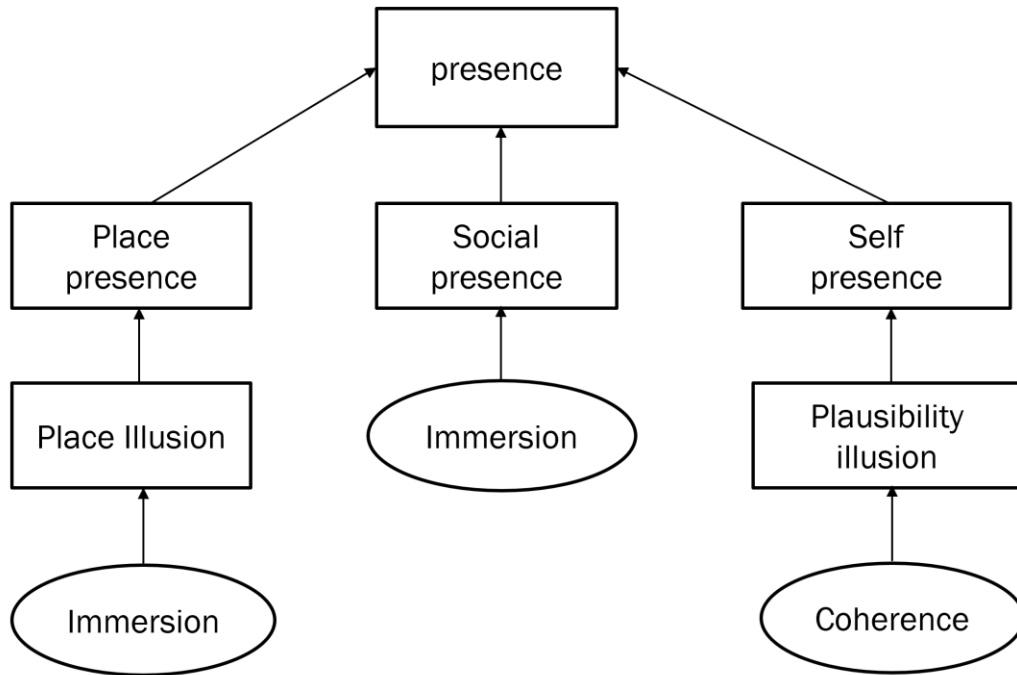 presence
Place
presence
Social
presence
Self
presence
Place Illusion
Immersion
Plausibility
illusion
Immersion
Coherence